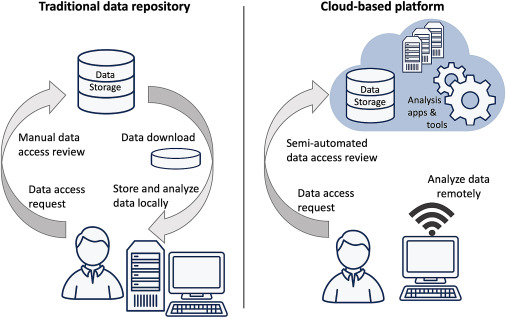 Traditional data repository
Data
Storage
Manual data
access review
Data download
Data access
request
Store and analyze
data locally
Cloud-based platform
Data
Storage
Analysis
apps &
tools
Semi-automated
data access review
Data access
request
Analyze data
remotely